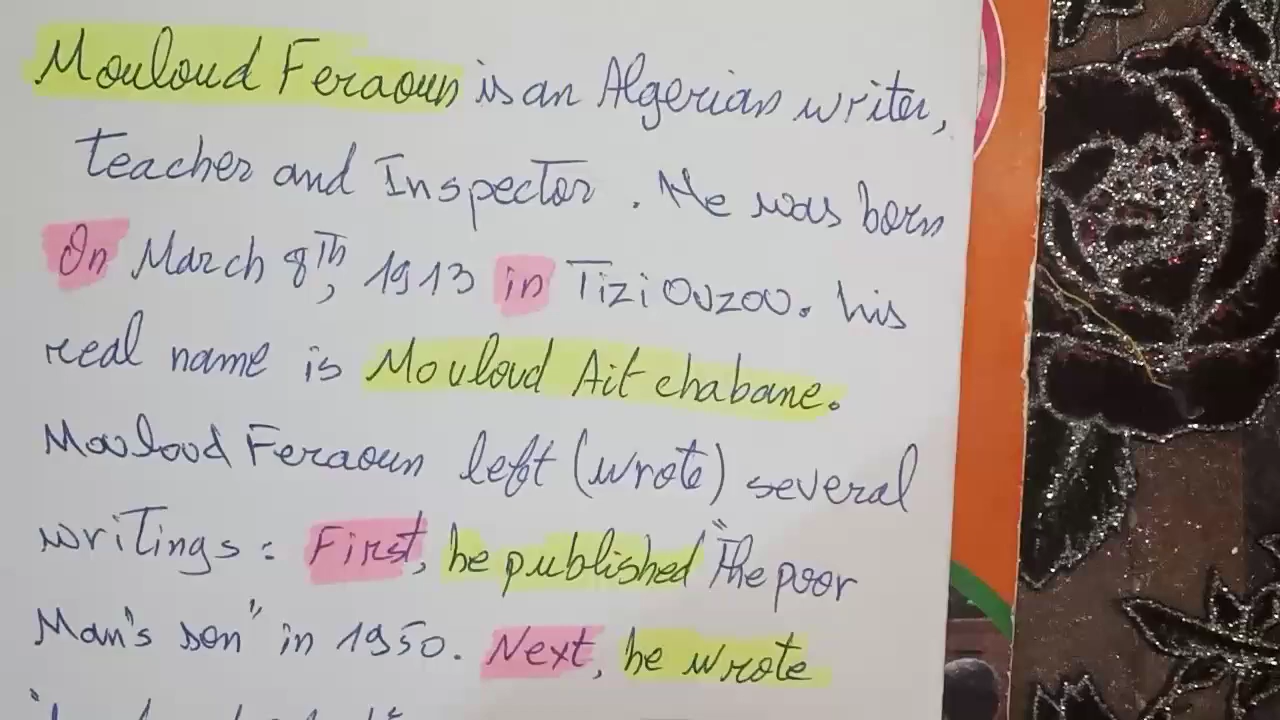 Mouloud Feraoun is an Algerian writer,
Teacher and Inspector. He was born
On March 8Th, 1913 in Tizi Ouzou. his
real name is Mouloud Ait chabane.
Mouloud Feraoun left (wrote) several
writings: First, he published "The poor
Man's son" in 1950. Next, he wrote